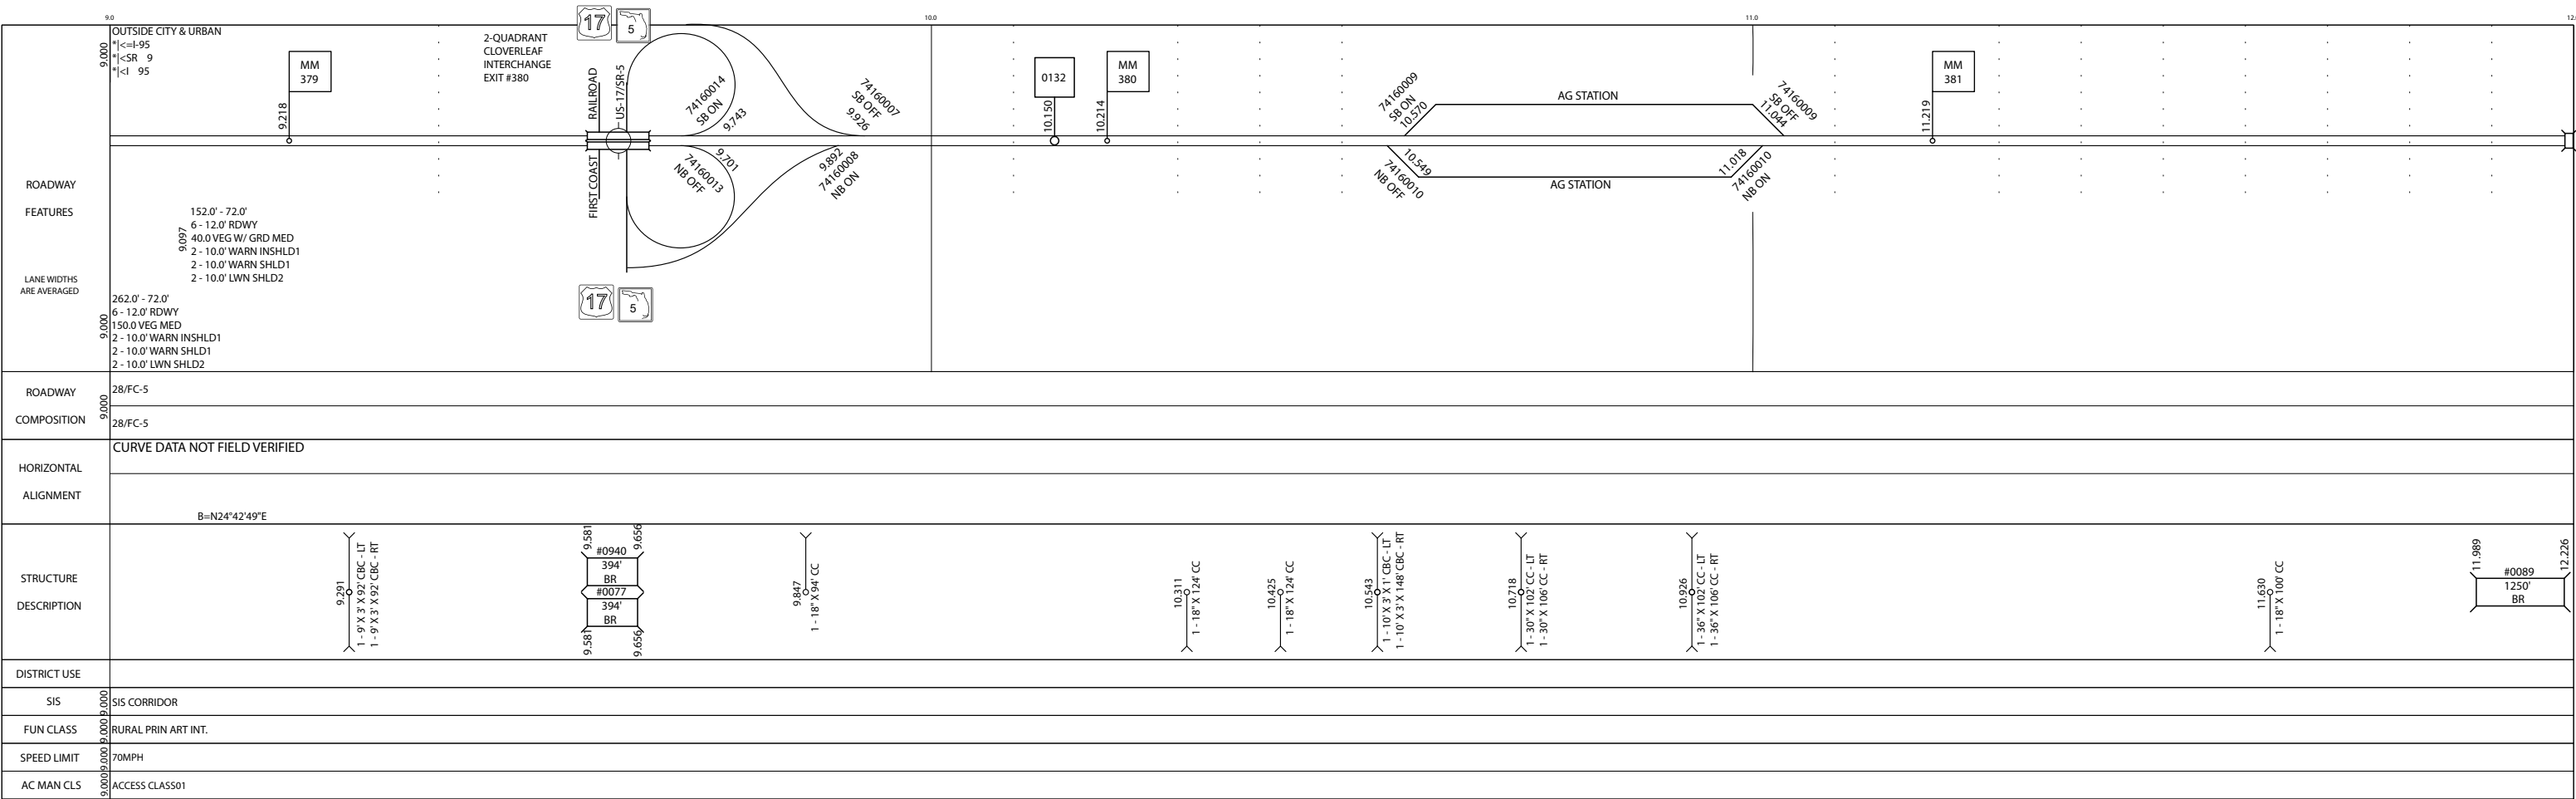 9.0
10.0
11.0
12.0
ROADWAY
FEATURES
LANE WIDTHS
ARE AVERAGED
9.000
OUTSIDE CITY & URBAN
*|<=I-95
*|<SR 9
*|<I 95
MM
379
9.218
2-QUADRANT
CLOVERLEAF
INTERCHANGE
EXIT #380
17
5
RAILROAD
FIRST COAST
US-17/SR-5
74160014
SB ON
9.743
74160007
SB OFF
9.926
9.701
74160013
NB OFF
9.892
74160008
NB ON
17
5
0132
10.150
MM
380
10.214
74160009
SB ON
10.570
AG STATION
74160009
SB OFF
11.044
10.549
74160010
NB OFF
AG STATION
11.018
74160010
NB ON
MM
381
11.219
9.097
152.0' - 72.0'
6 - 12.0' RDWY
40.0 VEG W/ GRD MED
2 - 10.0' WARN INSHLD1
2 - 10.0' WARN SHLD1
2 - 10.0' LWN SHLD2
9.000
262.0' - 72.0'
6 - 12.0' RDWY
150.0 VEG MED
2 - 10.0' WARN INSHLD1
2 - 10.0' WARN SHLD1
2 - 10.0' LWN SHLD2
ROADWAY
COMPOSITION
9.000
28/FC-5
28/FC-5
HORIZONTAL
ALIGNMENT
CURVE DATA NOT FIELD VERIFIED
B=N24°42'49"E
STRUCTURE
DESCRIPTION
9.291
1 - 9' X 3' X 92' CBC - LT
1 - 9' X 3' X 92' CBC - RT
9.581
9.656
#0940
394'
BR
#0077
394'
BR
9.581
9.656
9.847
1 - 18" X 94' CC
10.311
1 - 18" X 124' CC
10.425
1 - 18" X 124' CC
10.543
1 - 10' X 3' X 1' CBC - LT
1 - 10' X 3' X 148' CBC - RT
10.718
1 - 30" X 102' CC - LT
1 - 30" X 106' CC - RT
10.926
1 - 36" X 102' CC - LT
1 - 36" X 106' CC - RT
11.630
1 - 18" X 100' CC
11.989
12.226
#0089
1250'
BR
DISTRICT USE
SIS
9.000
SIS CORRIDOR
FUN CLASS
9.000
RURAL PRIN ART INT.
SPEED LIMIT
9.000
70MPH
AC MAN CLS
9.000
ACCESS CLASS01